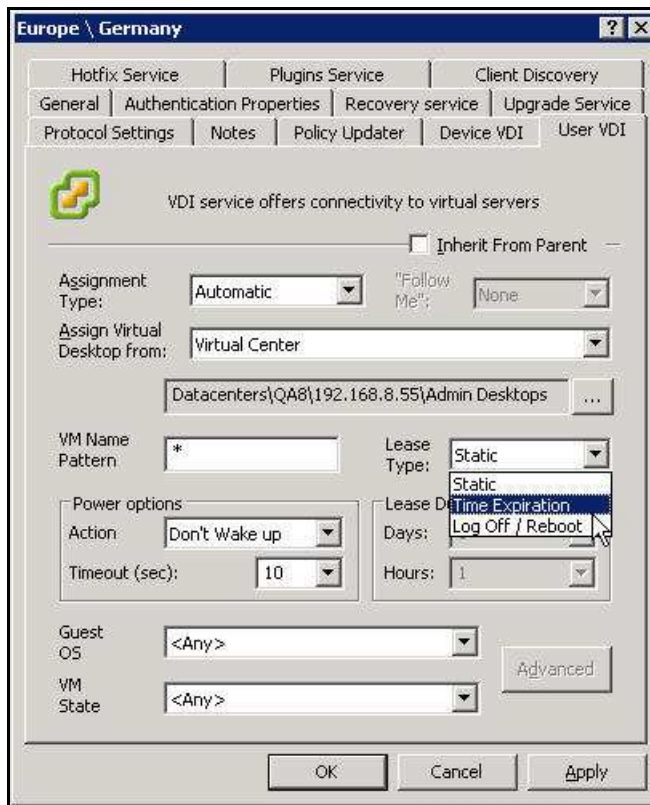 Europe \ Germany
Hotfix Service
Plugins Service
Client Discovery
General
Authentication Properties
Recovery service
Upgrade Service
Protocol Settings
Notes
Policy Updater
Device VDI
User VDI
VDI service offers connectivity to virtual servers
Inherit From Parent
Assignment
Type:
Automatic
"Follow
Me":
None
Assign Virtual
Desktop from:
Virtual Center
Datacenters\QA8\192.168.8.55\Admin Desktops
...
VM Name
Pattern
*
Lease
Type:
Static
Static
Time Expiration
Log Off / Reboot
Power options
Action
Don't Wake up
Timeout (sec):
10
Lease D
Days:
Hours:
1
Guest
OS
<Any>
VM
State
<Any>
Advanced
OK
Cancel
Apply